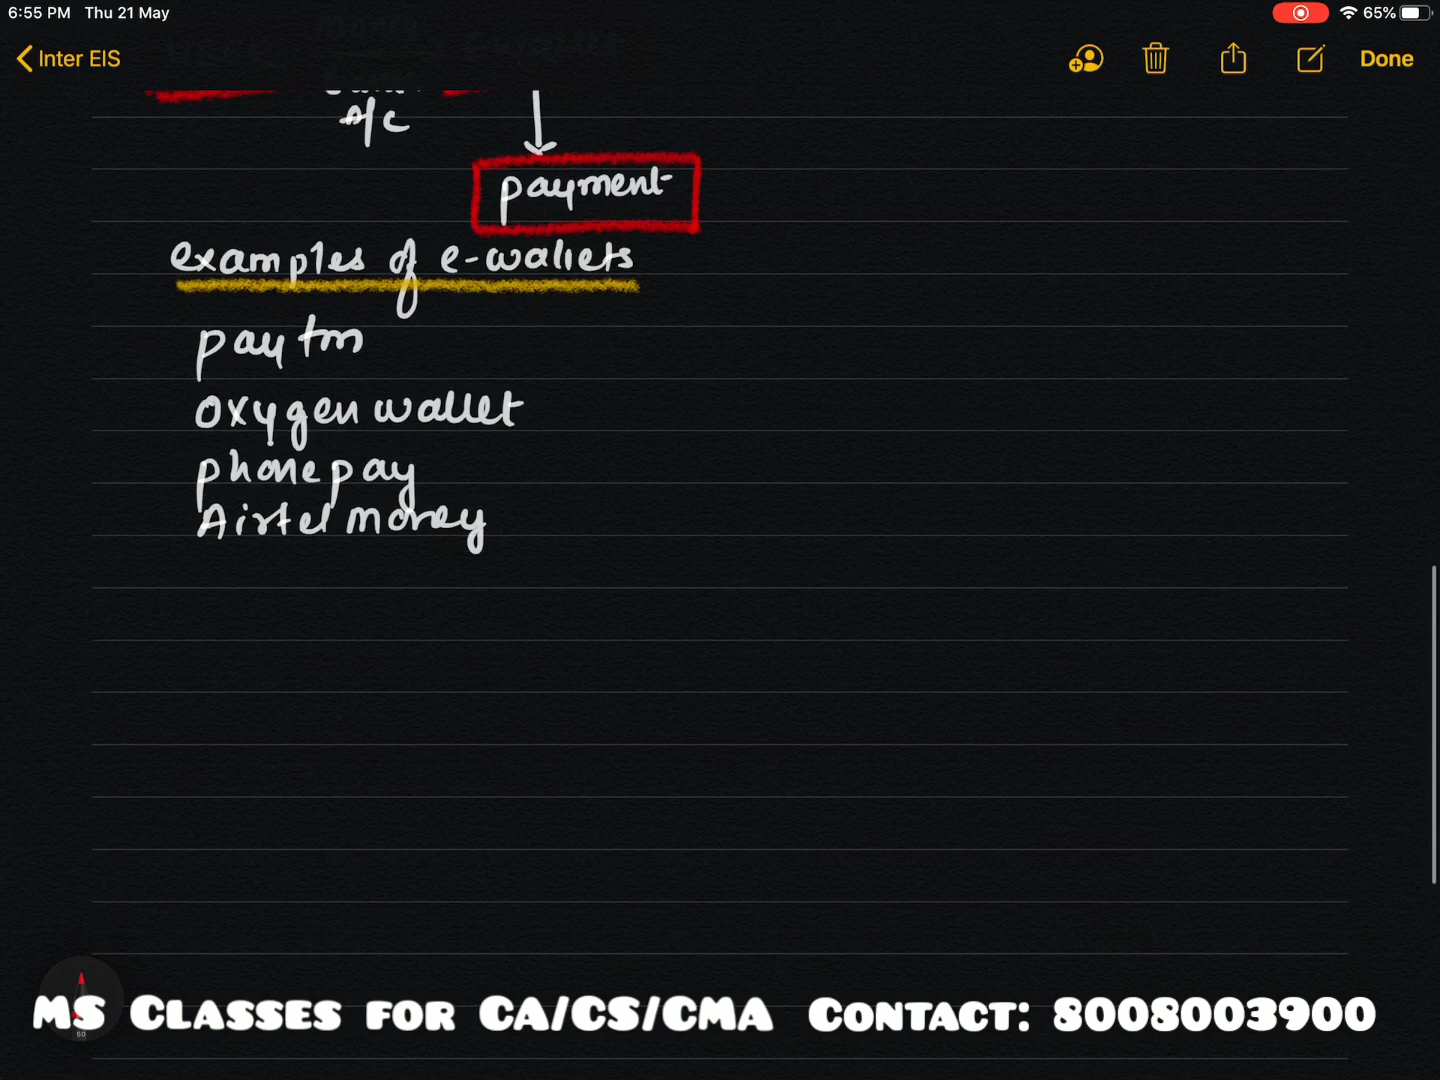 6:55 PM Thu 21 May 65%
Inter EIS Done
A/c
payment
examples of e-wallets
paytm
oxygen wallet
phonepay
Airtel money
50
MS Classes for CA/CS/CMA Contact: 8008003900